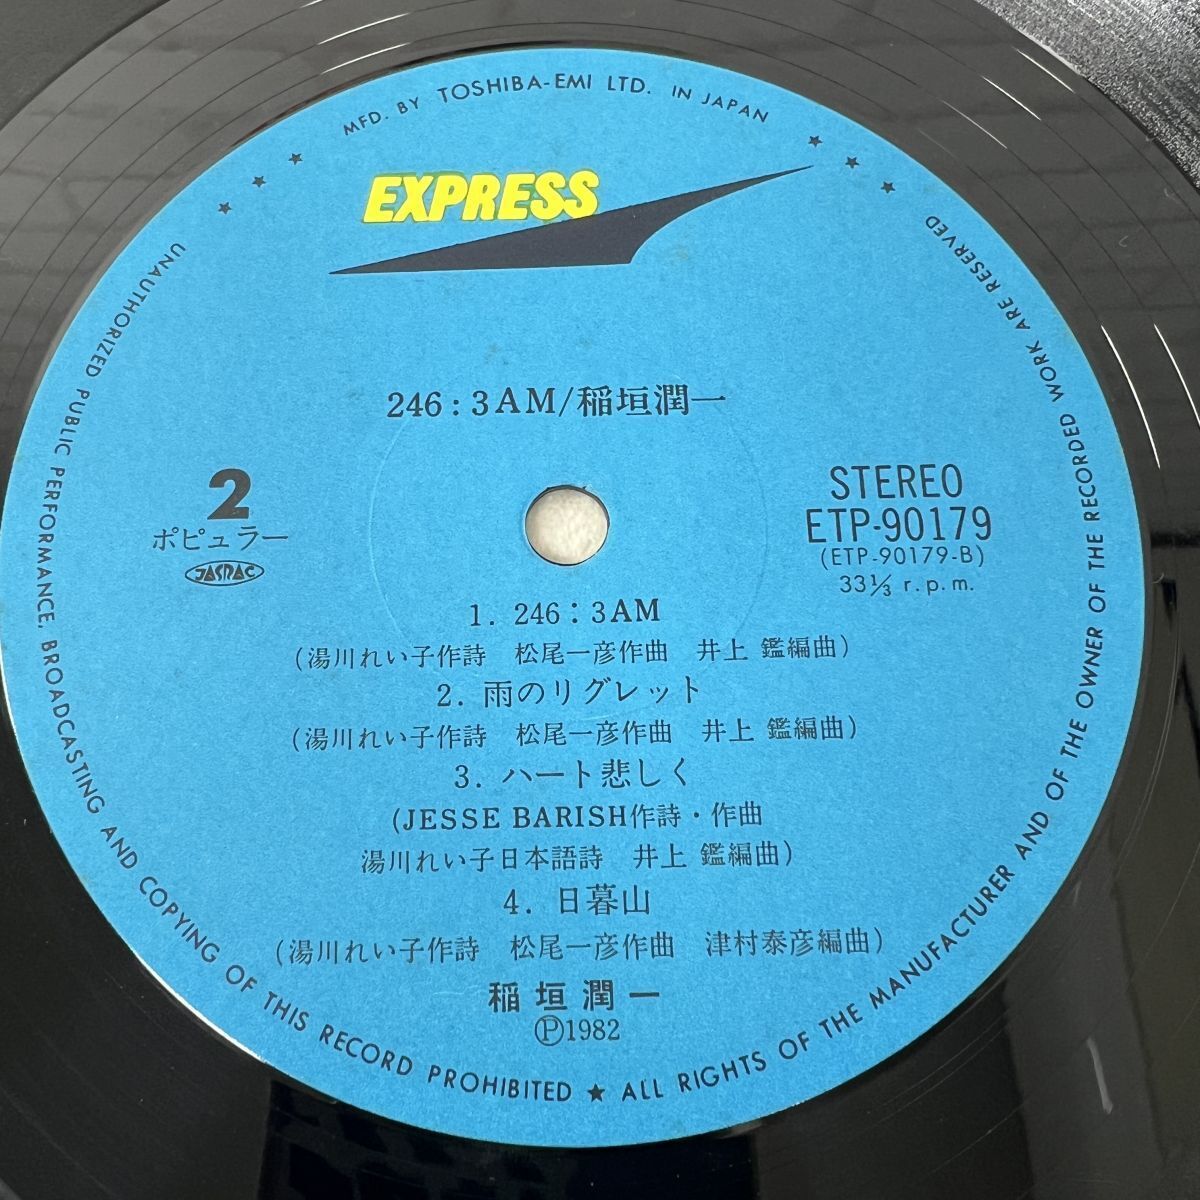 MFD. BY TOSHIBA-EMI LTD. IN JAPAN
EXPRESS
246:3AM/稲垣潤一
2
ポピュラー
JASRAC
STEREO
ETP-90179
(ETP-90179-B)
33⅓ r.p.m.
1. 246:3AM
(湯川れい子作詩 松尾一彦作曲 井上 鑑編曲)
2. 雨のリグレット
(湯川れい子作詩 松尾一彦作曲 井上 鑑編曲)
3. ハート悲しく
(JESSE BARISH作詩・作曲
湯川れい子日本語詩 井上 鑑編曲)
4. 日暮山
(湯川れい子作詩 松尾一彦作曲 津村泰彦編曲)
稲垣潤一
Ⓟ1982
UNAUTHORIZED PUBLIC PERFORMANCE, BROADCASTING AND COPYING OF THIS RECORD PROHIBITED ★ ALL RIGHTS OF THE MANUFACTURER AND OF THE OWNER OF THE RECORDED WORK ARE RESERVED